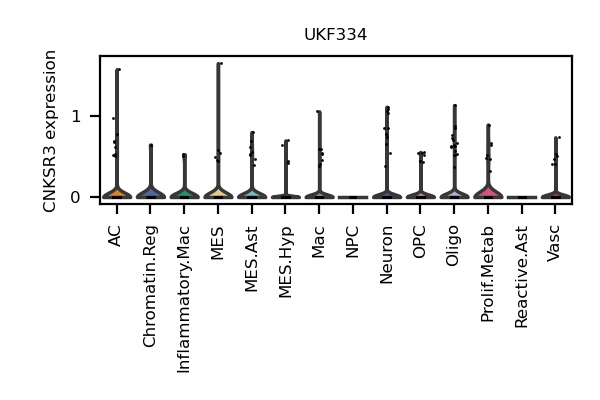 UKF334
CNKSR3 expression
1
0
AC
Chromatin.Reg
Inflammatory.Mac
MES
MES.Ast
MES.Hyp
Mac
NPC
Neuron
OPC
Oligo
Prolif.Metab
Reactive.Ast
Vasc